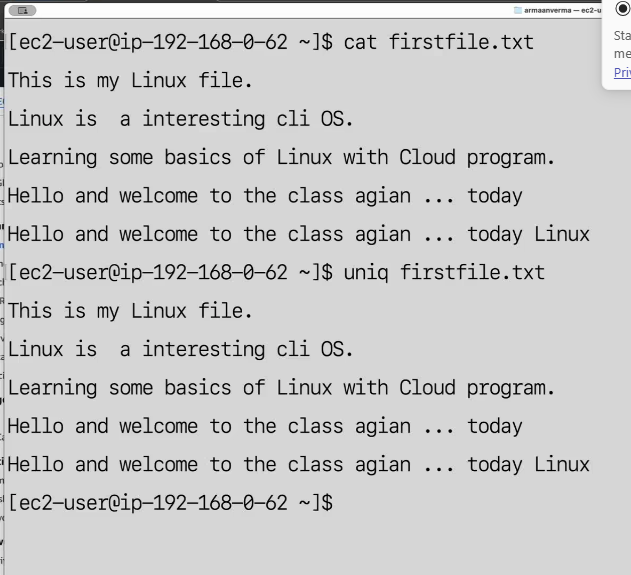 armaanverma — ec2-u
[ec2-user@ip-192-168-0-62 ~]$ cat firstfile.txt
This is my Linux file.
Linux is  a interesting cli OS.
Learning some basics of Linux with Cloud program.
Hello and welcome to the class agian ... today
Hello and welcome to the class agian ... today Linux
[ec2-user@ip-192-168-0-62 ~]$ uniq firstfile.txt
This is my Linux file.
Linux is  a interesting cli OS.
Learning some basics of Linux with Cloud program.
Hello and welcome to the class agian ... today
Hello and welcome to the class agian ... today Linux
[ec2-user@ip-192-168-0-62 ~]$
Sta
me
Priv